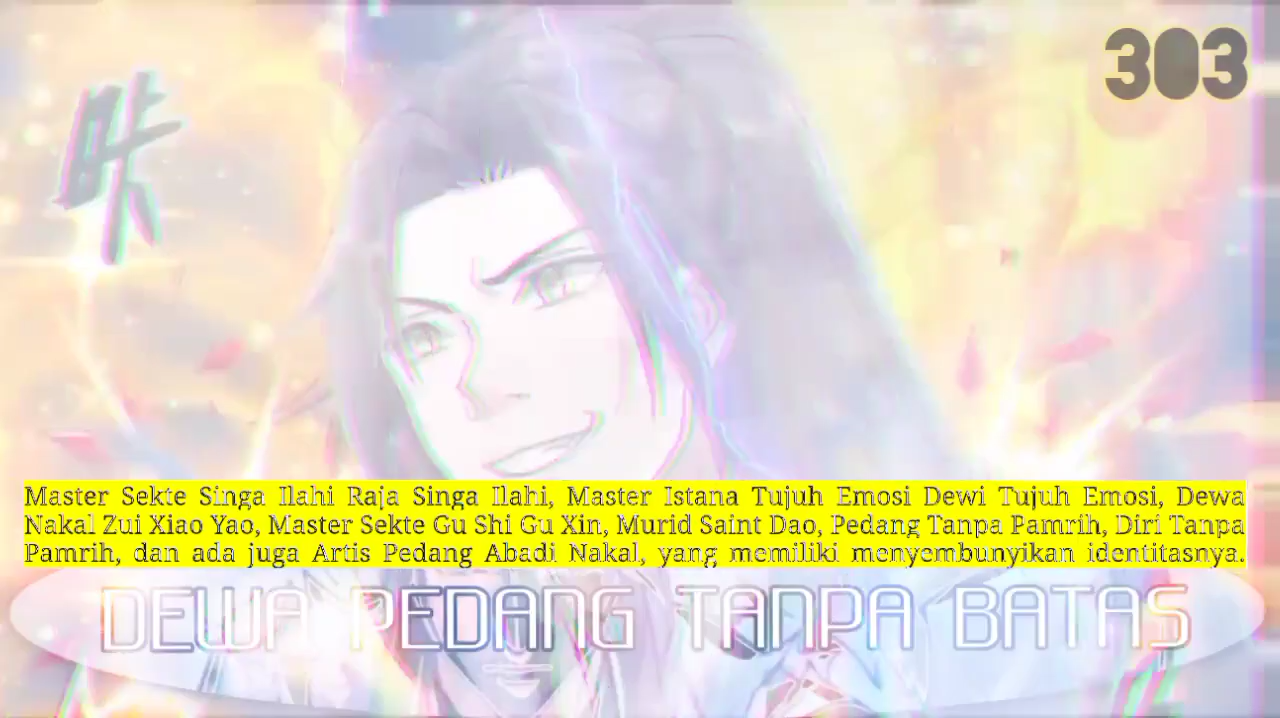 303
咔
Master Sekte Singa Ilahi Raja Singa Ilahi, Master Istana Tujuh Emosi Dewi Tujuh Emosi, Dewa
Nakal Zui Xiao Yao, Master Sekte Gu Shi Gu Xin, Murid Saint Dao, Pedang Tanpa Pamrih, Diri Tanpa
Pamrih, dan ada juga Artis Pedang Abadi Nakal, yang memiliki menyembunyikan identitasnya.
DEWA PEDANG TANPA BATAS